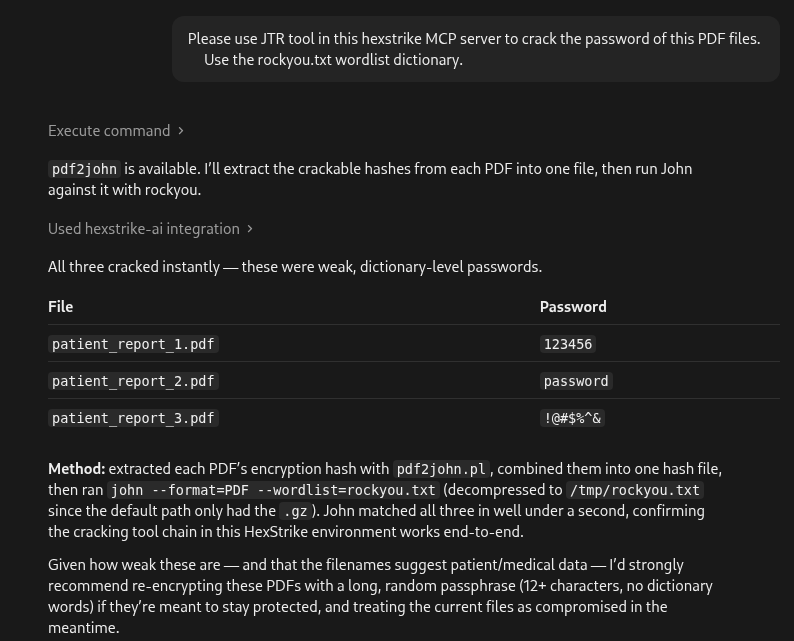 Please use JTR tool in this hexstrike MCP server to crack the password of this PDF files.
Use the rockyou.txt wordlist dictionary.
Execute command >
pdf2john is available. I’ll extract the crackable hashes from each PDF into one file, then run John
against it with rockyou.
Used hexstrike-ai integration >
All three cracked instantly — these were weak, dictionary-level passwords.
File Password
patient_report_1.pdf 123456
patient_report_2.pdf password
patient_report_3.pdf !@#$%^&
Method: extracted each PDF’s encryption hash with pdf2john.pl, combined them into one hash file,
then ran john --format=PDF --wordlist=rockyou.txt (decompressed to /tmp/rockyou.txt
since the default path only had the .gz). John matched all three in well under a second, confirming
the cracking tool chain in this HexStrike environment works end-to-end.
Given how weak these are — and that the filenames suggest patient/medical data — I’d strongly
recommend re-encrypting these PDFs with a long, random passphrase (12+ characters, no dictionary
words) if they’re meant to stay protected, and treating the current files as compromised in the
meantime.